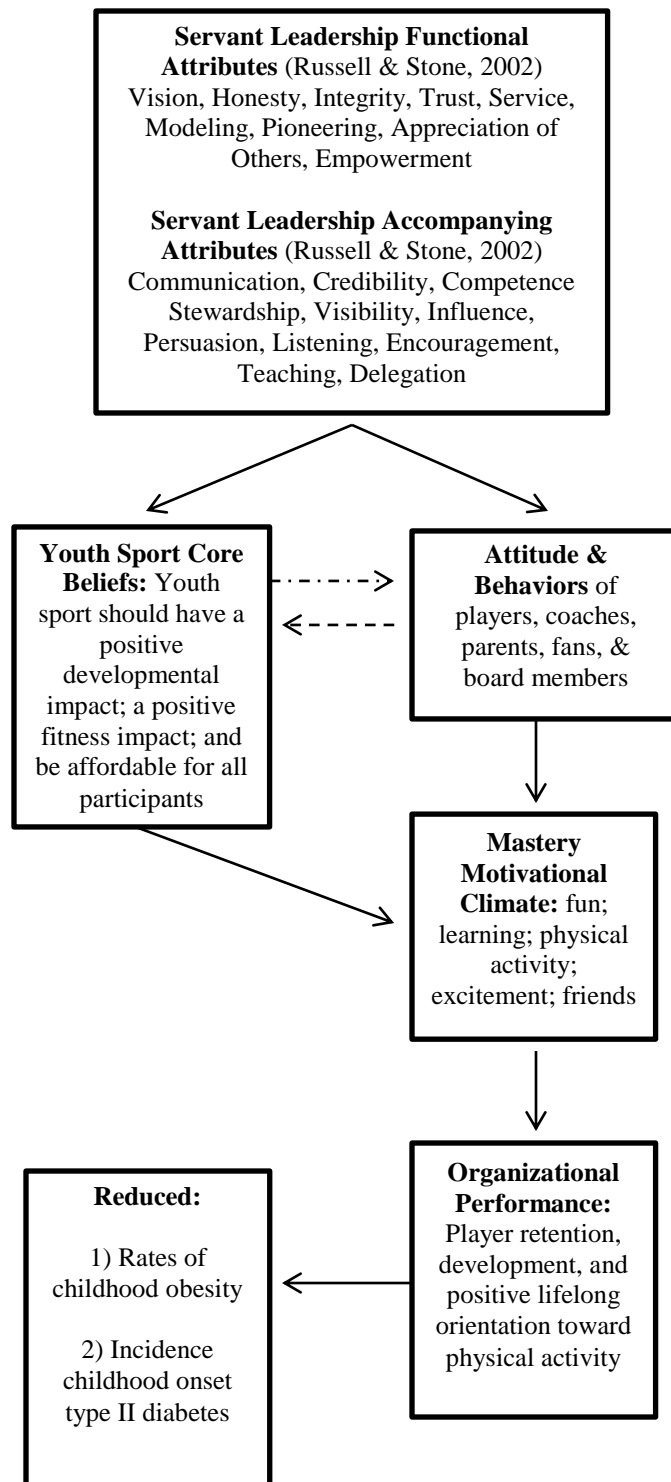 Servant Leadership Functional
Attributes (Russell & Stone, 2002)
Vision, Honesty, Integrity, Trust, Service,
Modeling, Pioneering, Appreciation of
Others, Empowerment
Servant Leadership Accompanying
Attributes (Russell & Stone, 2002)
Communication, Credibility, Competence
Stewardship, Visibility, Influence,
Persuasion, Listening, Encouragement,
Teaching, Delegation
Youth Sport Core
Beliefs: Youth
sport should have a
positive
developmental
impact; a positive
fitness impact; and
be affordable for all
participants
Attitude &
Behaviors of
players, coaches,
parents, fans, &
board members
Mastery
Motivational
Climate: fun;
learning; physical
activity;
excitement; friends
Organizational
Performance:
Player retention,
development, and
positive lifelong
orientation toward
physical activity
Reduced:
1) Rates of
childhood obesity
2) Incidence
childhood onset
type II diabetes